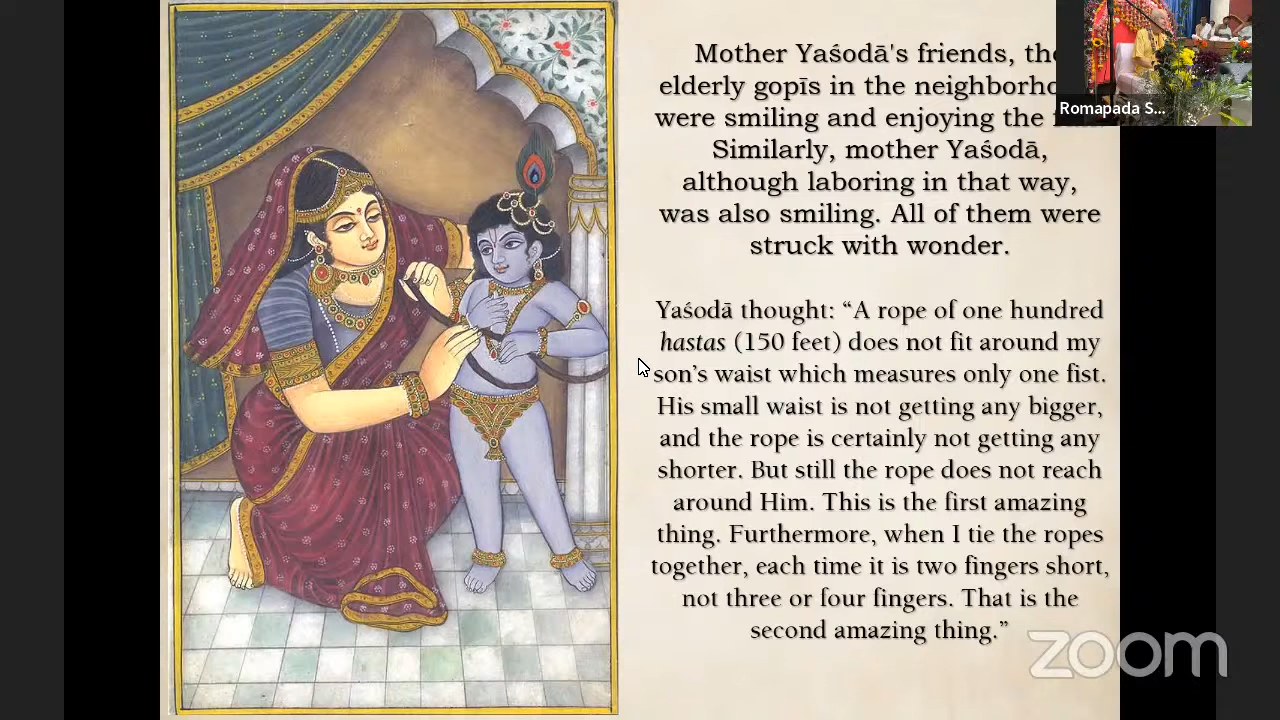 Mother Yaśodā's friends, the
elderly gopīs in the
were smiling and enjoying the
Similarly, mother Yaśodā,
although laboring in that way,
was also smiling. All of them were
struck with wonder.
Yaśodā thought: “A rope of one hundred
hastas (150 feet) does not fit around my
son’s waist which measures only one fist.
His small waist is not getting any bigger,
and the rope is certainly not getting any
shorter. But still the rope does not reach
around Him. This is the first amazing
thing. Furthermore, when I tie the ropes
together, each time it is two fingers short,
not three or four fingers. That is the
second amazing thing.”
Romapada S...
zoom